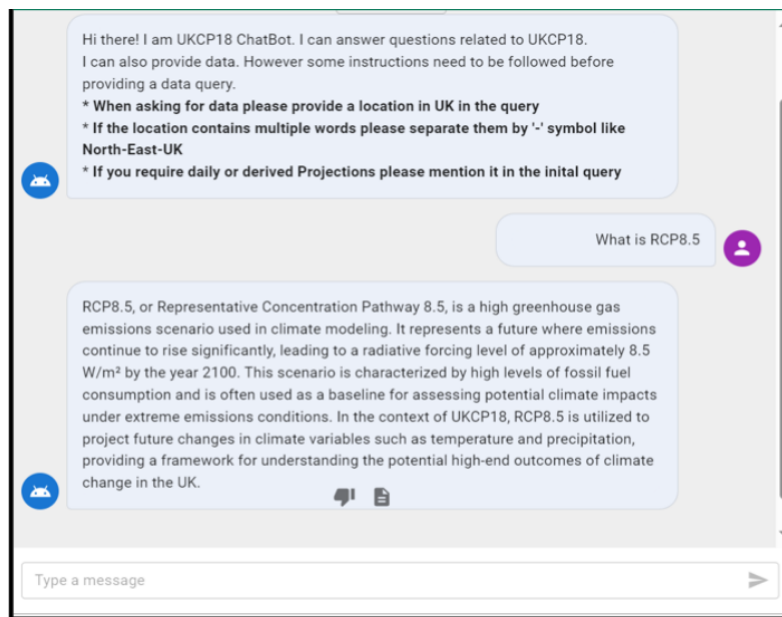 Hi there! I am UKCP18 ChatBot. I can answer questions related to UKCP18.
I can also provide data. However some instructions need to be followed before
providing a data query.
* When asking for data please provide a location in UK in the query
* If the location contains multiple words please separate them by '-' symbol like
North-East-UK
* If you require daily or derived Projections please mention it in the inital query
What is RCP8.5
RCP8.5, or Representative Concentration Pathway 8.5, is a high greenhouse gas
emissions scenario used in climate modeling. It represents a future where emissions
continue to rise significantly, leading to a radiative forcing level of approximately 8.5
W/m² by the year 2100. This scenario is characterized by high levels of fossil fuel
consumption and is often used as a baseline for assessing potential climate impacts
under extreme emissions conditions. In the context of UKCP18, RCP8.5 is utilized to
project future changes in climate variables such as temperature and precipitation,
providing a framework for understanding the potential high-end outcomes of climate
change in the UK.
Type a message